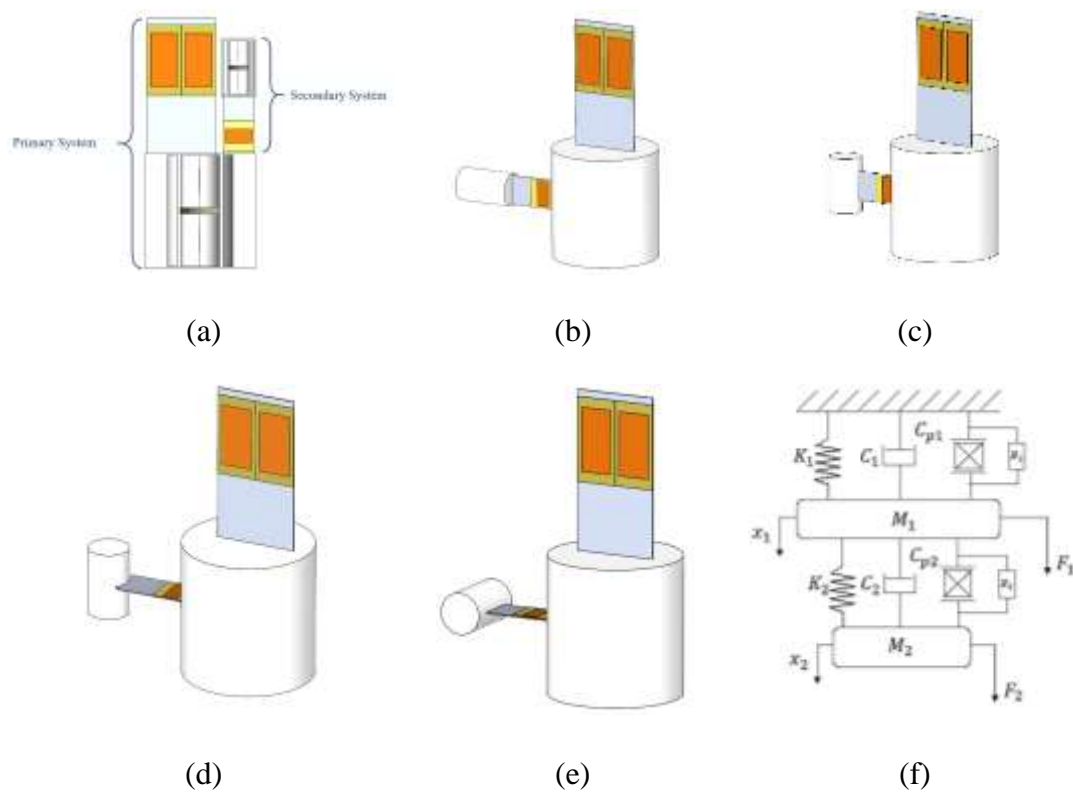 Primary System
Secondary System
(a)
(b)
(c)
K₁
C₁
Cₚ₁
M₁
x₁
F₁
K₂
C₂
Cₚ₂
M₂
x₂
F₂
(d)
(e)
(f)